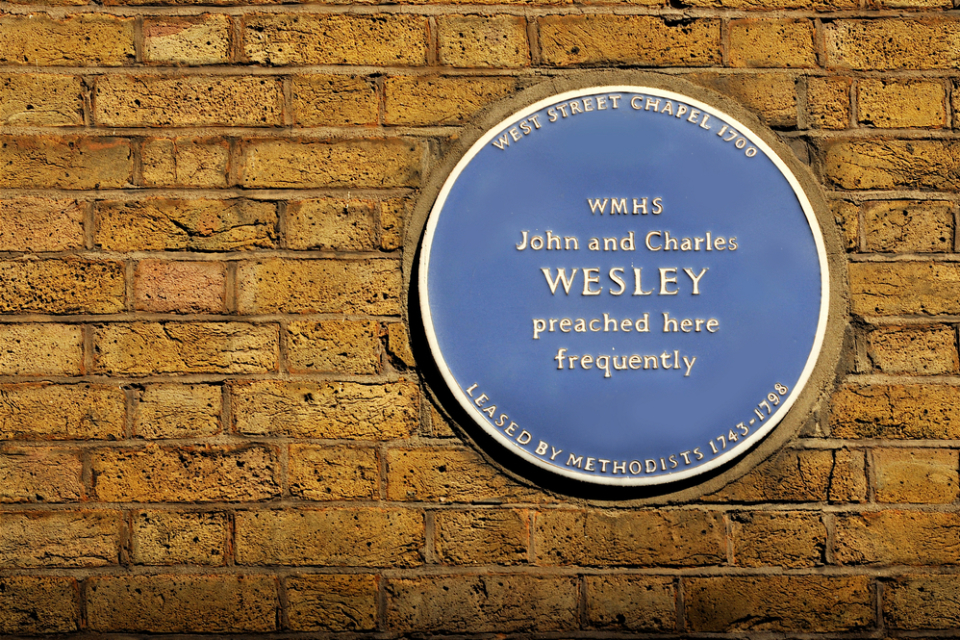 WEST STREET CHAPEL 1700
WMHS
John and Charles
WESLEY
preached here
frequently
LEASED BY METHODISTS 1743-1798